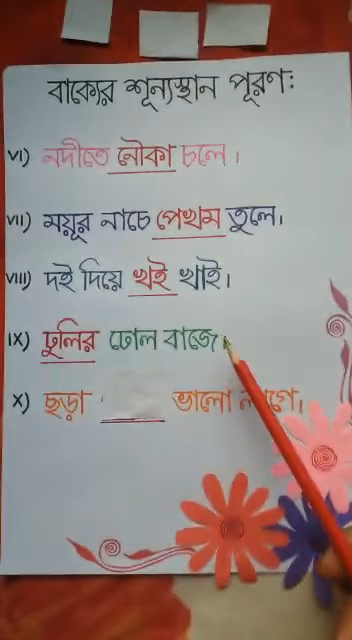 বাক্যের শূন্যস্থান পূরণঃ
VI) নদীতে নৌকা চলে।
VII) ময়ূর নাচে পেখম তুলে।
VIII) দই দিয়ে খই খাই।
IX) ঢুলির ঢোল বাজে।
X) ছড়া ভালো লাগে।